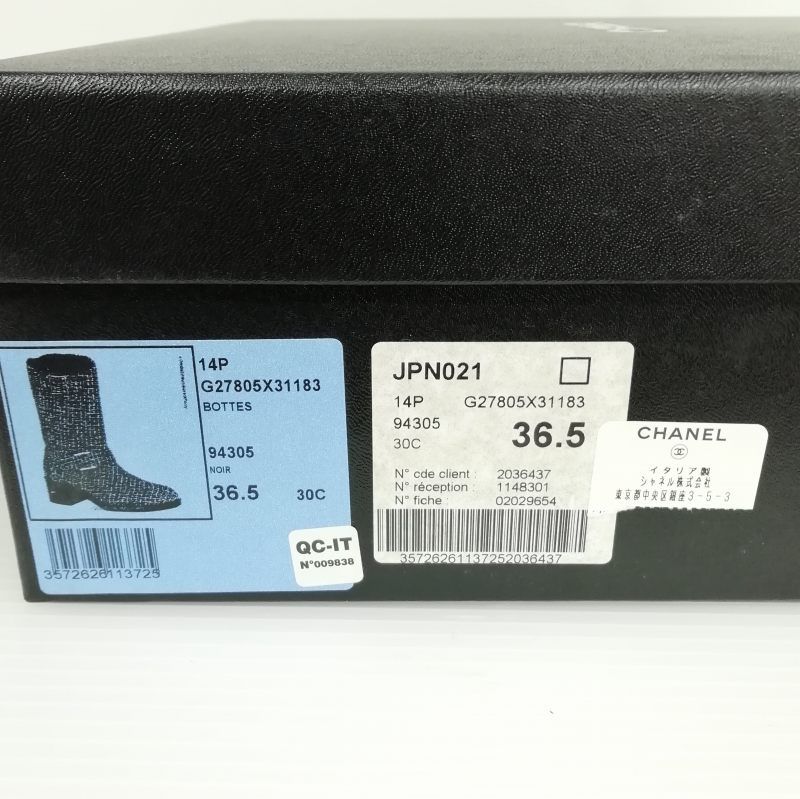 14P
G27805X31183
BOTTES
94305
NOIR
36.5 30C
3572626113725
QC-IT
N°009838
JPN021
14P G27805X31183
94305
30C 36.5
N° cde client : 2036437
N° réception : 1148301
N° fiche : 02029654
35726261137252036437
CHANEL
イタリア製
シャネル株式会社
東京都中央区銀座3-5-3